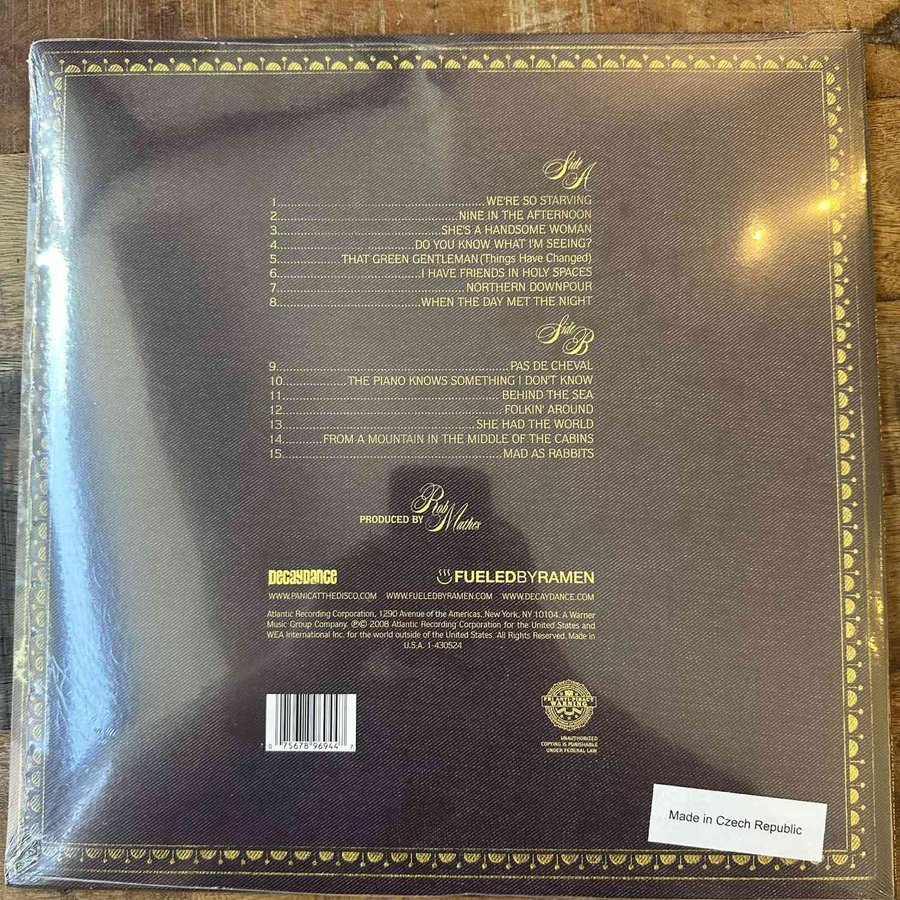 Side A
1 WE'RE SO STARVING
2 NINE IN THE AFTERNOON
3 SHE'S A HANDSOME WOMAN
4 DO YOU KNOW WHAT I'M SEEING?
5 THAT GREEN GENTLEMAN (Things Have Changed)
6 I HAVE FRIENDS IN HOLY SPACES
7 NORTHERN DOWNPOUR
8 WHEN THE DAY MET THE NIGHT
Side B
9 PAS DE CHEVAL
10 THE PIANO KNOWS SOMETHING I DON'T KNOW
11 BEHIND THE SEA
12 FOLKIN' AROUND
13 SHE HAD THE WORLD
14 FROM A MOUNTAIN IN THE MIDDLE OF THE CABINS
15 MAD AS RABBITS
PRODUCED BY Rob Mathes
DECAYDANCE FUELEDBYRAMEN
WWW.PANICATTHEDISCO.COM WWW.FUELEDBYRAMEN.COM WWW.DECAYDANCE.COM
Atlantic Recording Corporation, 1290 Avenue of the Americas, New York, NY 10104. A Warner
Music Group Company. ℗© 2008 Atlantic Recording Corporation for the United States and
WEA International Inc. for the world outside of the United States. All Rights Reserved. Made in
U.S.A. 1-430524
0 75678 96944 7
FBI ANTI-PIRACY
WARNING
UNAUTHORIZED
COPYING IS PUNISHABLE
UNDER FEDERAL LAW
Made in Czech Republic